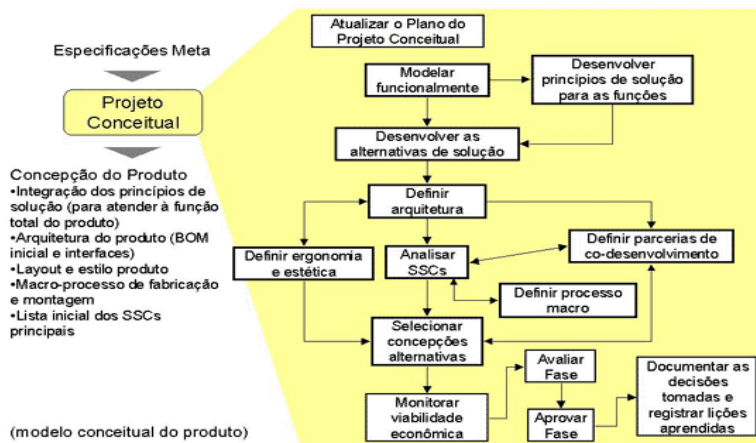 Especificações Meta
Projeto
Conceitual
Concepção do Produto
•Integração dos princípios de
solução (para atender à função
total do produto)
•Arquitetura do produto (BOM
inicial e interfaces)
•Layout e estilo produto
•Macro-processo de fabricação
e montagem
•Lista inicial dos SSCs
principais
(modelo conceitual do produto)
Atualizar o Plano do
Projeto Conceitual
Modelar
funcionalmente
Desenvolver
princípios de solução
para as funções
Desenvolver as
alternativas de solução
Definir
arquitetura
Definir ergonomia
e estética
Analisar
SSCs
Definir parcerias de
co-desenvolvimento
Definir processo
macro
Selecionar
concepções
alternativas
Monitorar
viabilidade
econômica
Avaliar
Fase
Aprovar
Fase
Documentar as
decisões
tomadas e
registrar lições
aprendidas